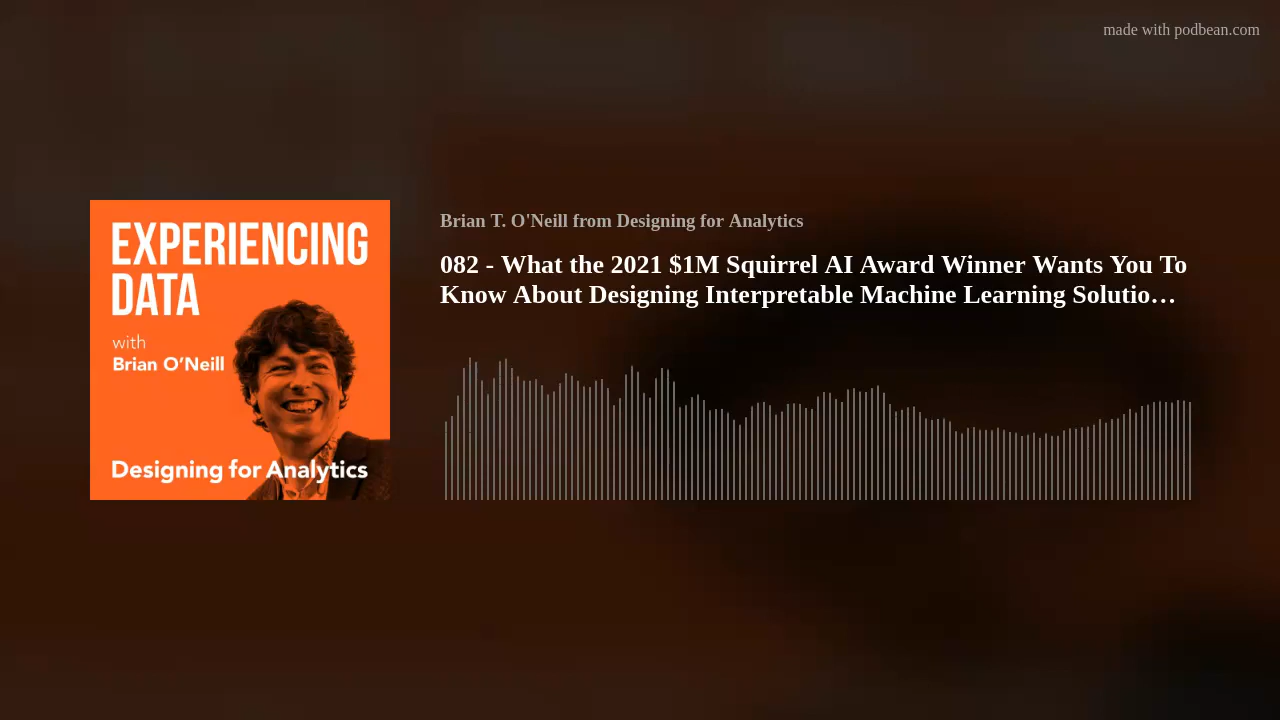 made with podbean.com
EXPERIENCING
DATA
with
Brian O’Neill
Designing for Analytics
Brian T. O'Neill from Designing for Analytics
082 - What the 2021 $1M Squirrel AI Award Winner Wants You To
Know About Designing Interpretable Machine Learning Solutio…